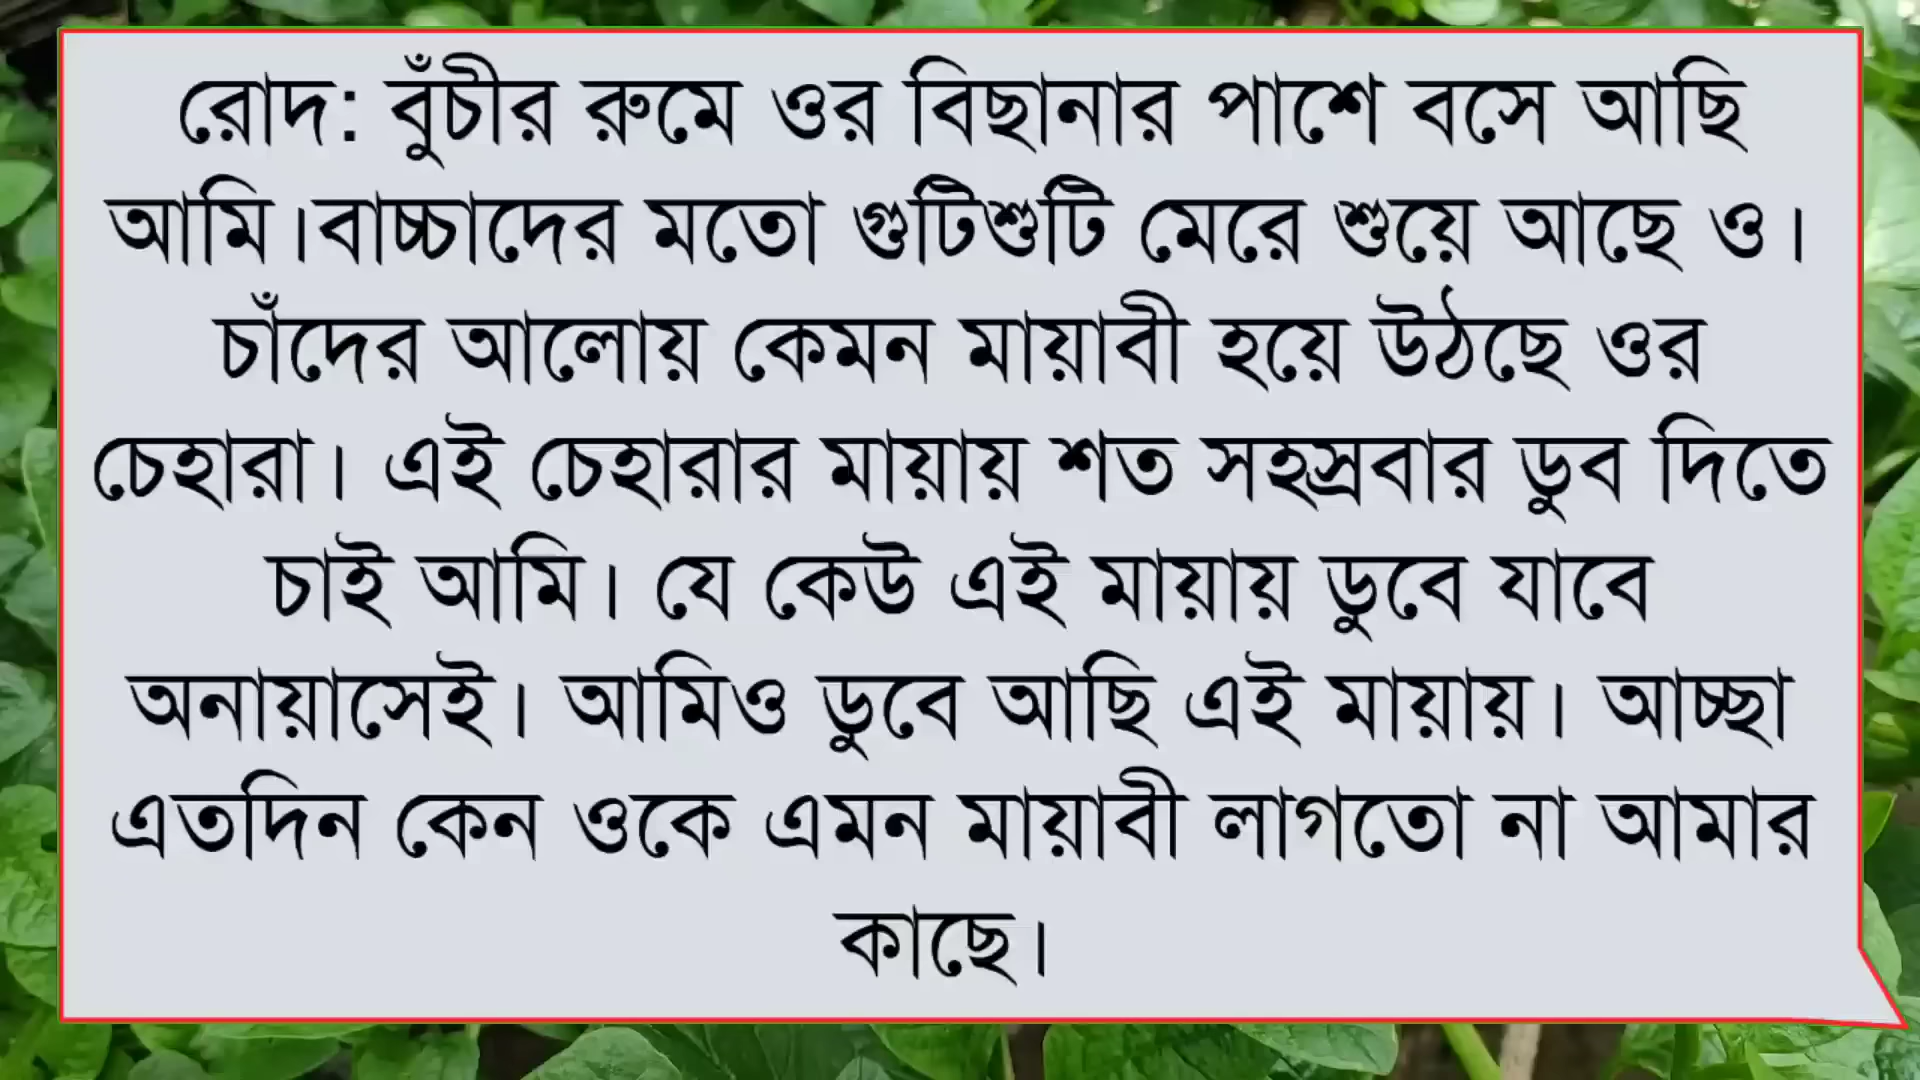 রোদ: বুঁচীর রুমে ওর বিছানার পাশে বসে আছি
আমি।বাচ্চাদের মতো গুটিশুটি মেরে শুয়ে আছে ও।
চাঁদের আলোয় কেমন মায়াবী হয়ে উঠছে ওর
চেহারা। এই চেহারার মায়ায় শত সহস্রবার ডুব দিতে
চাই আমি। যে কেউ এই মায়ায় ডুবে যাবে
অনায়াসেই। আমিও ডুবে আছি এই মায়ায়। আচ্ছা
এতদিন কেন ওকে এমন মায়াবী লাগতো না আমার
কাছে।